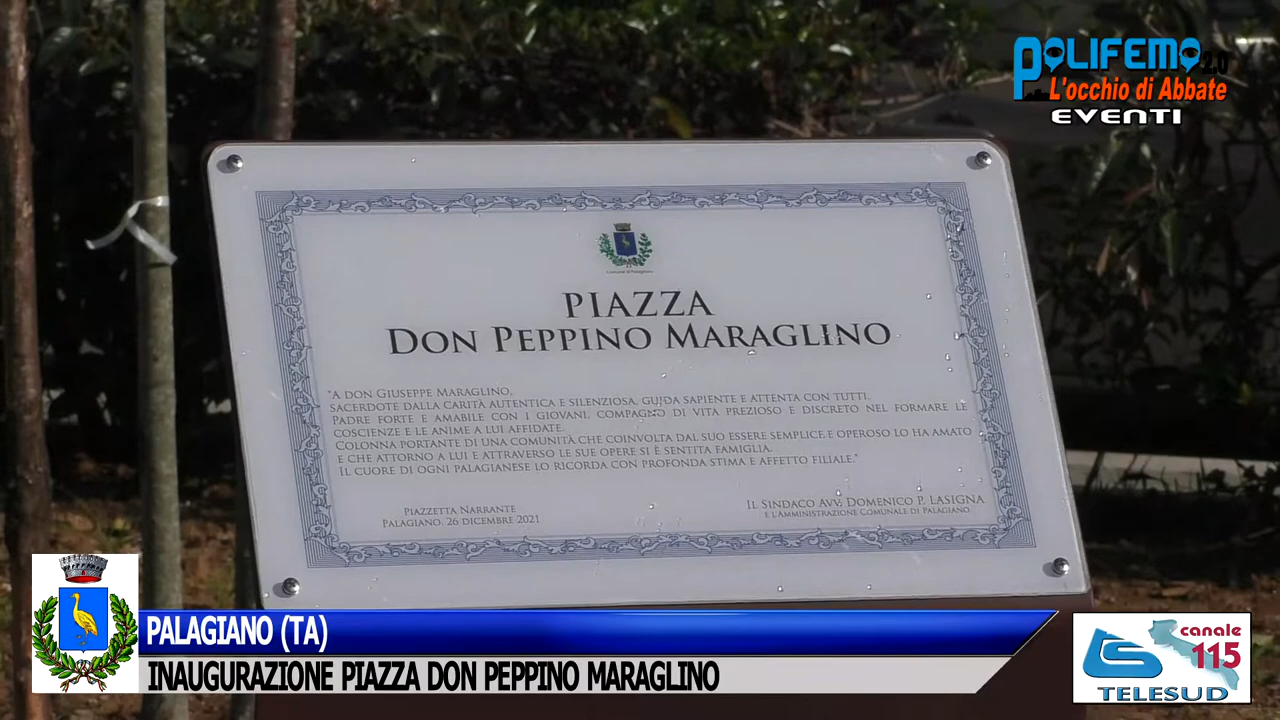 POLIFEMO 2.0
L'occhio di Abbate
EVENTI
Comune di Palagiano
PIAZZA
DON PEPPINO MARAGLINO
"A DON GIUSEPPE MARAGLINO,
SACERDOTE DALLA CARITÀ AUTENTICA E SILENZIOSA, GUIDA SAPIENTE E ATTENTA CON TUTTI.
PADRE FORTE E AMABILE CON I GIOVANI, COMPAGNO DI VITA PREZIOSO E DISCRETO NEL FORMARE LE
COSCIENZE E LE ANIME A LUI AFFIDATE.
COLONNA PORTANTE DI UNA COMUNITÀ CHE COINVOLTA DAL SUO ESSERE SEMPLICE E OPEROSO LO HA AMATO
E CHE ATTORNO A LUI E ATTRAVERSO LE SUE OPERE SI È SENTITA FAMIGLIA.
IL CUORE DI OGNI PALAGIANESE LO RICORDA CON PROFONDA STIMA E AFFETTO FILIALE."
PIAZZETTA NARRANTE
PALAGIANO, 26 DICEMBRE 2021
IL SINDACO AVV. DOMENICO P. LASIGNA
E L'AMMINISTRAZIONE COMUNALE DI PALAGIANO
PALAGIANO (TA)
INAUGURAZIONE PIAZZA DON PEPPINO MARAGLINO
canale
115
TELESUD